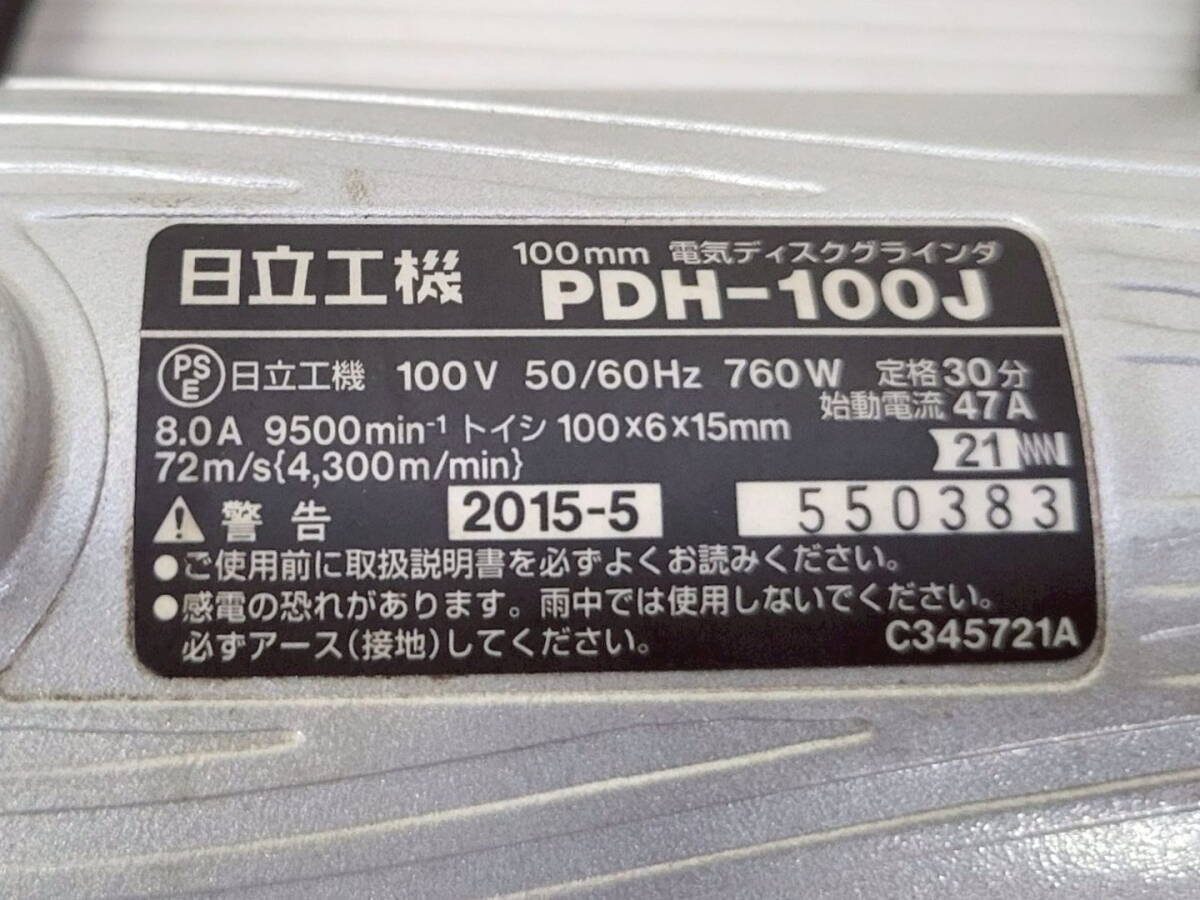 日立工機 100mm 電気ディスクグラインダ
PDH-100J
PSE 日立工機 100V 50/60Hz 760W 定格30分
始動電流 47A
8.0A 9500min-1 トイシ 100×6×15mm
72m/s{4,300m/min}
21
警告 2015-5 550383
●ご使用前に取扱説明書を必ずよくお読みください。
●感電の恐れがあります。雨中では使用しないでください。
必ずアース(接地)してください。
C345721A